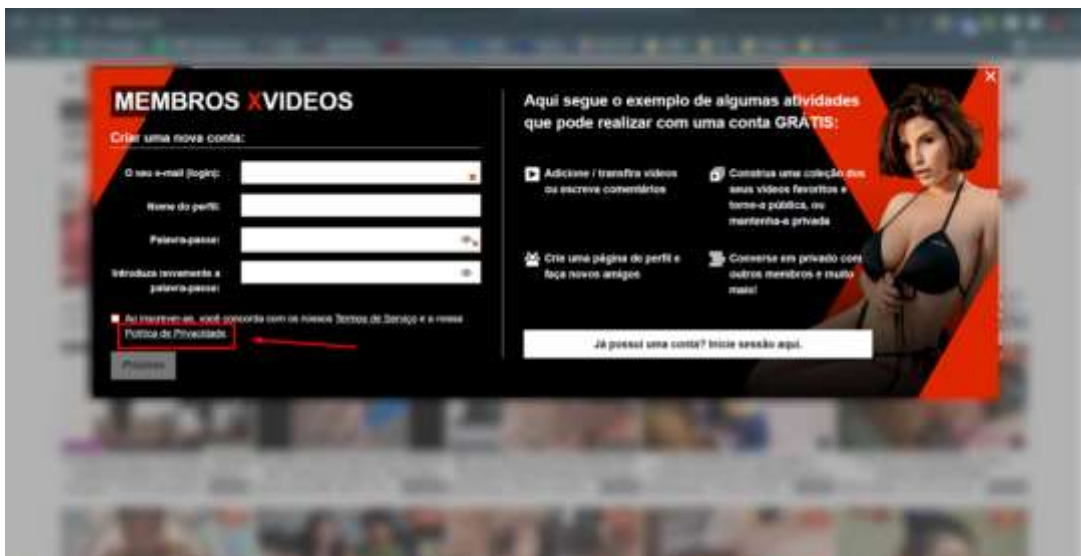 MEMBROS XVIDEOS
Criar uma nova conta:
O seu e-mail (login):
Nome do perfil:
Palavra-passe:
Introduza novamente a
palavra-passe:
Ao inscrever-se, você concorda com os nossos Termos de Serviço e a nossa
Política de Privacidade
Aqui segue o exemplo de algumas atividades
que pode realizar com uma conta GRÁTIS:
Adicione / transfira vídeos
ou escreva comentários
Construa uma coleção dos
seus vídeos favoritos e
torne-a pública, ou
mantenha-a privada
Crie uma página do perfil e
faça novos amigos
Converse em privado com
outros membros e muito
mais!
Já possui uma conta? Inicie sessão aqui.